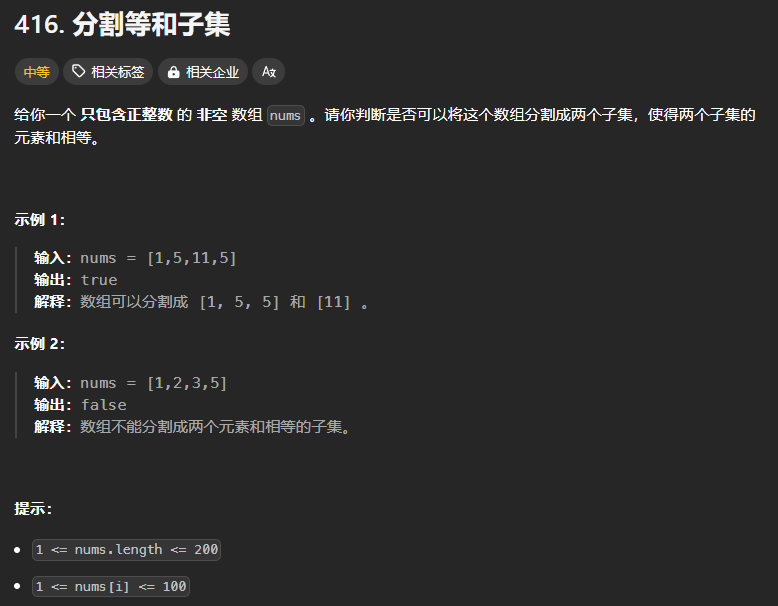 416. 分割等和子集
中等 相关标签 相关企业 Aあ
给你一个 只包含正整数 的 非空 数组 nums 。请你判断是否可以将这个数组分割成两个子集，使得两个子集的
元素和相等。
示例 1：
输入：nums = [1,5,11,5]
输出：true
解释：数组可以分割成 [1, 5, 5] 和 [11] 。
示例 2：
输入：nums = [1,2,3,5]
输出：false
解释：数组不能分割成两个元素和相等的子集。
提示：
1 <= nums.length <= 200
1 <= nums[i] <= 100